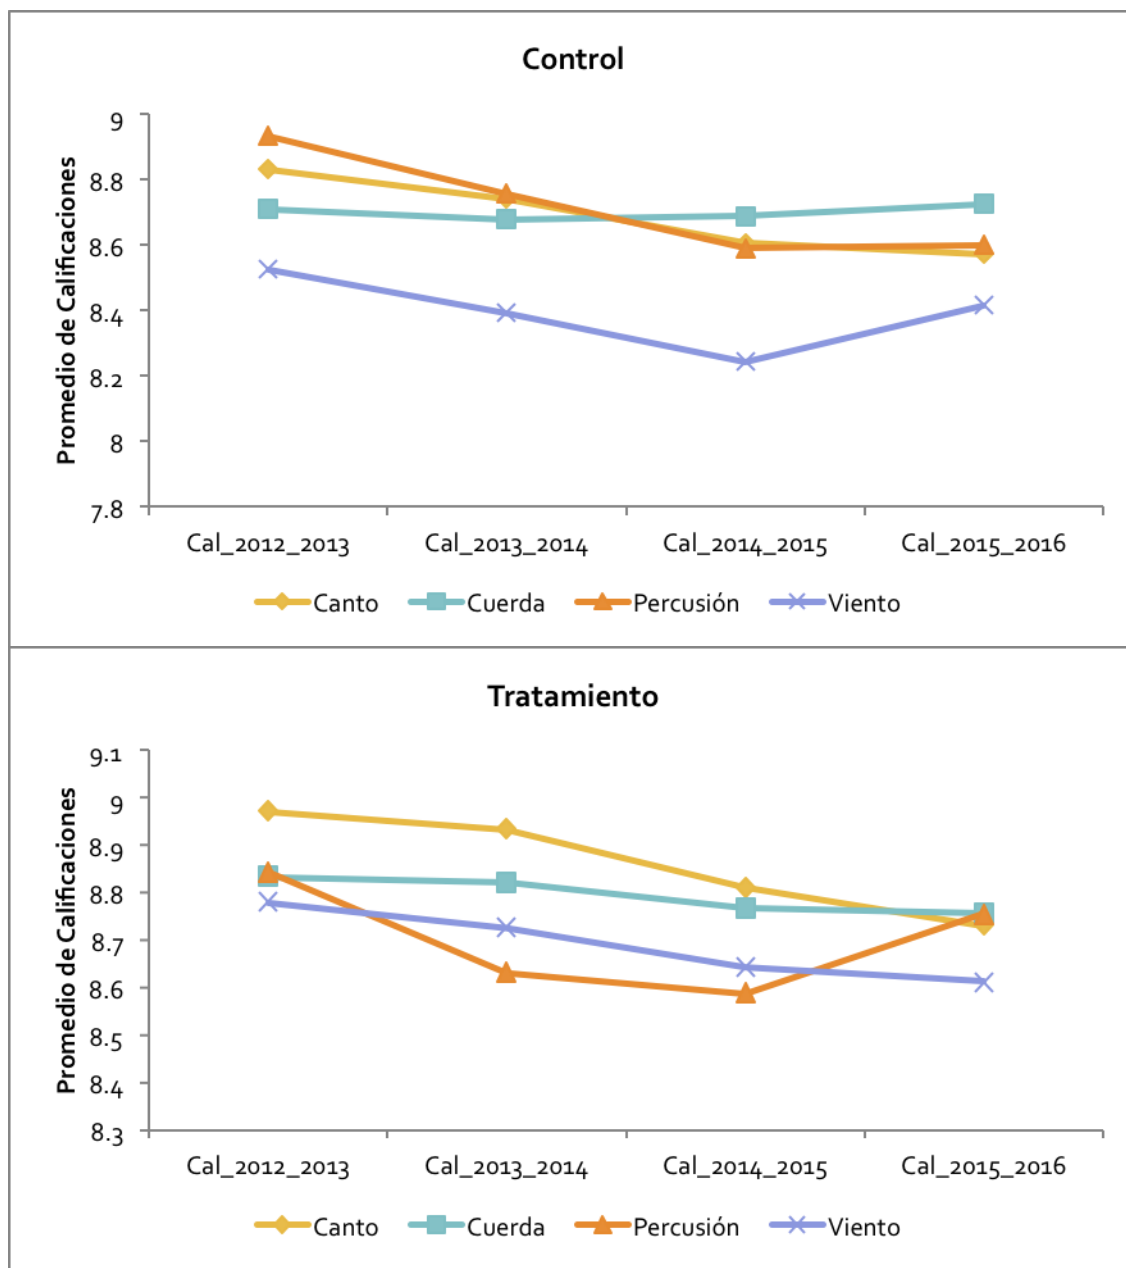 Control
Promedio de Calificaciones
9
8.8
8.6
8.4
8.2
8
7.8
Cal_2012_2013 Cal_2013_2014 Cal_2014_2015 Cal_2015_2016
Canto Cuerda Percusión Viento
Tratamiento
Promedio de Calificaciones
9.1
9
8.9
8.8
8.7
8.6
8.5
8.4
8.3
Cal_2012_2013 Cal_2013_2014 Cal_2014_2015 Cal_2015_2016
Canto Cuerda Percusión Viento